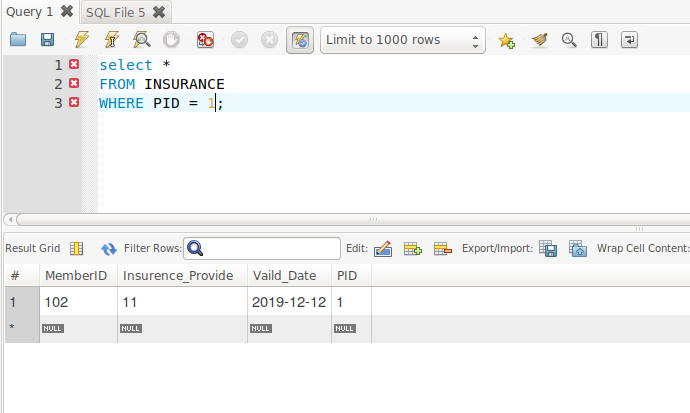 Query 1 SQL File 5
Limit to 1000 rows
1 select *
2 FROM INSURANCE
3 WHERE PID = 1;
Result Grid Filter Rows: Edit: Export/Import: Wrap Cell Content:
# MemberID Insurence_Provide Vaild_Date PID
1 102 11 2019-12-12 1
* NULL NULL NULL NULL